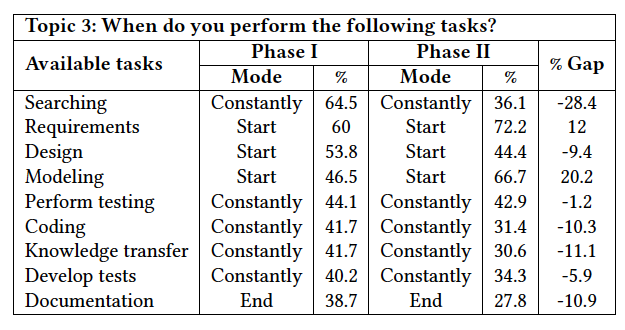 Topic 3: When do you perform the following tasks?
Available tasks Phase I Phase II % Gap
Mode % Mode %
Searching Constantly 64.5 Constantly 36.1 -28.4
Requirements Start 60 Start 72.2 12
Design Start 53.8 Start 44.4 -9.4
Modeling Start 46.5 Start 66.7 20.2
Perform testing Constantly 44.1 Constantly 42.9 -1.2
Coding Constantly 41.7 Constantly 31.4 -10.3
Knowledge transfer Constantly 41.7 Constantly 30.6 -11.1
Develop tests Constantly 40.2 Constantly 34.3 -5.9
Documentation End 38.7 End 27.8 -10.9